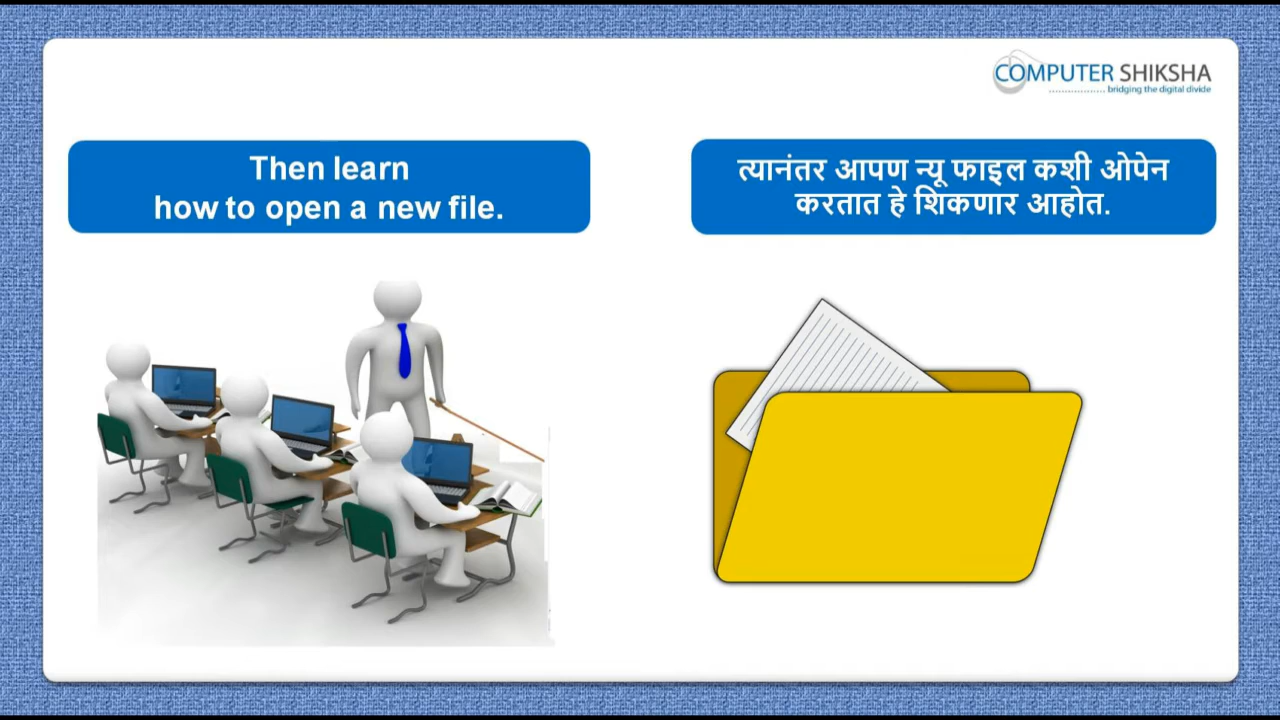 COMPUTER SHIKSHA
bridging the digital divide
Then learn
how to open a new file.
त्यानंतर आपण न्यू फाइल कशी ओपेन
करतात हे शिकणार आहोत.